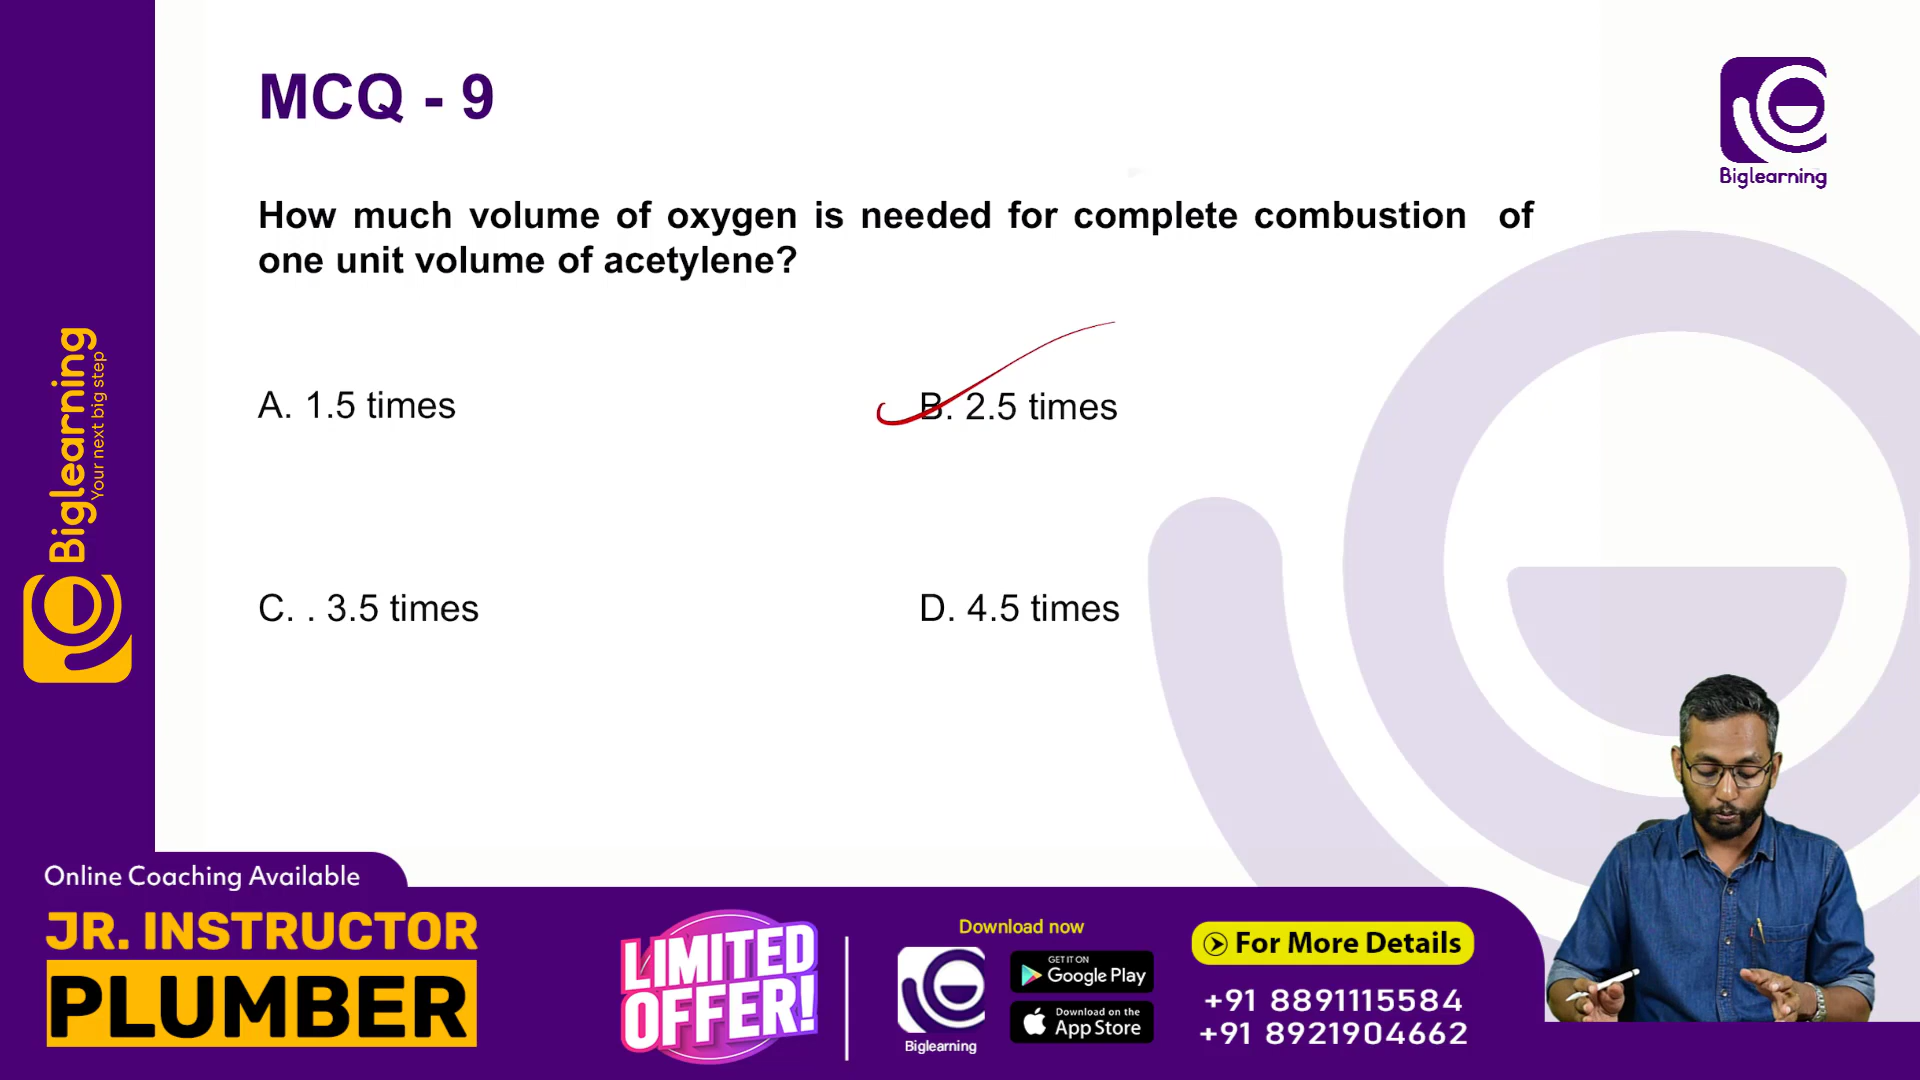 MCQ - 9
Biglearning
How much volume of oxygen is needed for complete combustion of
one unit volume of acetylene?
A. 1.5 times
B. 2.5 times
C. . 3.5 times
D. 4.5 times
Biglearning
Your next big step
Online Coaching Available
JR. INSTRUCTOR
PLUMBER
LIMITED
OFFER!
Download now
Biglearning
GET IT ON
Google Play
Download on the
App Store
For More Details
+91 8891115584
+91 8921904662